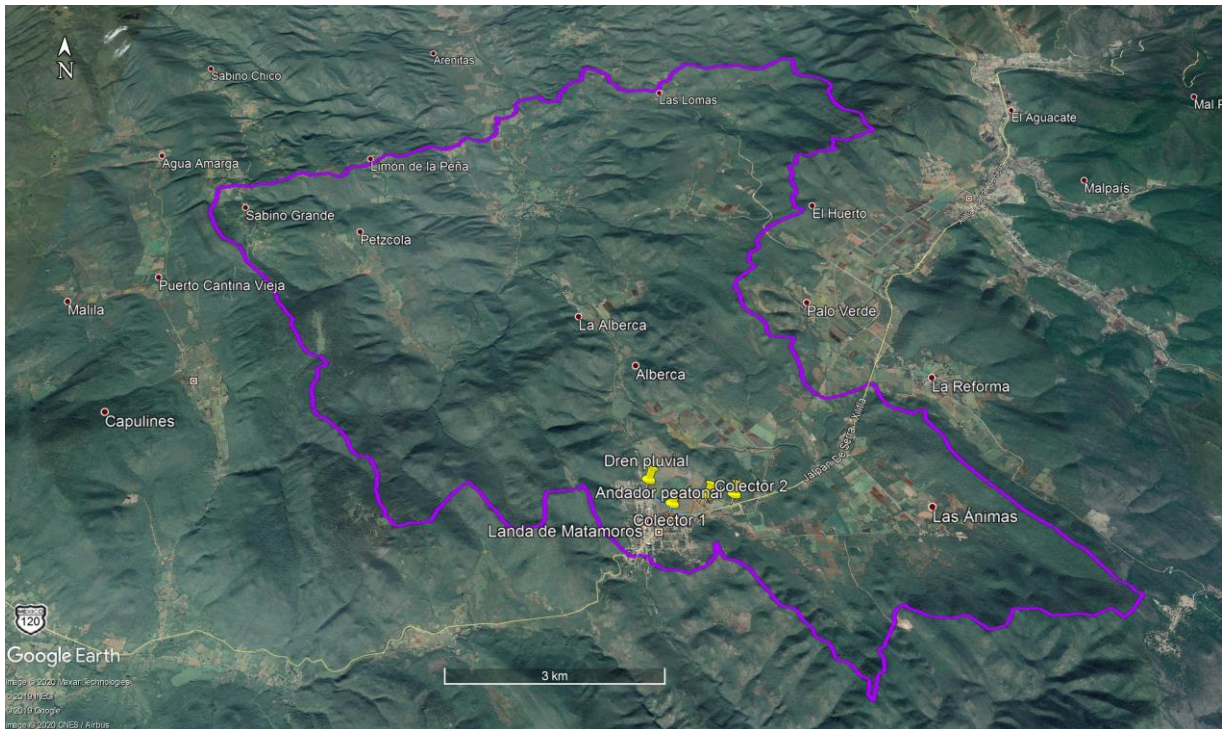 N
Sabino Chico
Arenitas
Las Lomas
El Aguacate
Agua Amarga
Limón de la Peña
Malpaís
Sabino Grande
El Huerto
Petzcola
Puerto Cantina Vieja
Malila
Palo Verde
La Alberca
Alberca
La Reforma
Capulines
Dren pluvial
Andador peatonal
Colector 2
Colector 1
Landa de Matamoros
Las Ánimas
120
Google Earth
3 km
Image © 2020 Maxar Technologies
© 2019 INEGI
© 2019 Google
Image © 2020 CNES / Airbus